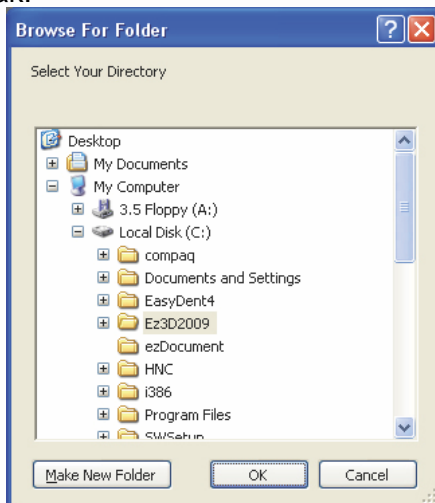 Browse For Folder
Select Your Directory
Desktop
My Documents
My Computer
3.5 Floppy (A:)
Local Disk (C:)
compaq
Documents and Settings
EasyDent4
Ez3D2009
ezDocument
HNC
i386
Program Files
SWSetup
Make New Folder OK Cancel